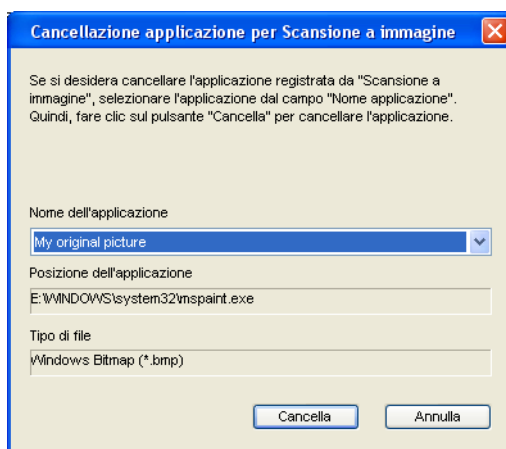 Cancellazione applicazione per Scansione a immagine
Se si desidera cancellare l'applicazione registrata da "Scansione a
immagine", selezionare l'applicazione dal campo "Nome applicazione".
Quindi, fare clic sul pulsante "Cancella" per cancellare l'applicazione.
Nome dell'applicazione
My original picture
Posizione dell'applicazione
E:\WINDOWS\system32\mspaint.exe
Tipo di file
Windows Bitmap (*.bmp)
Cancella Annulla